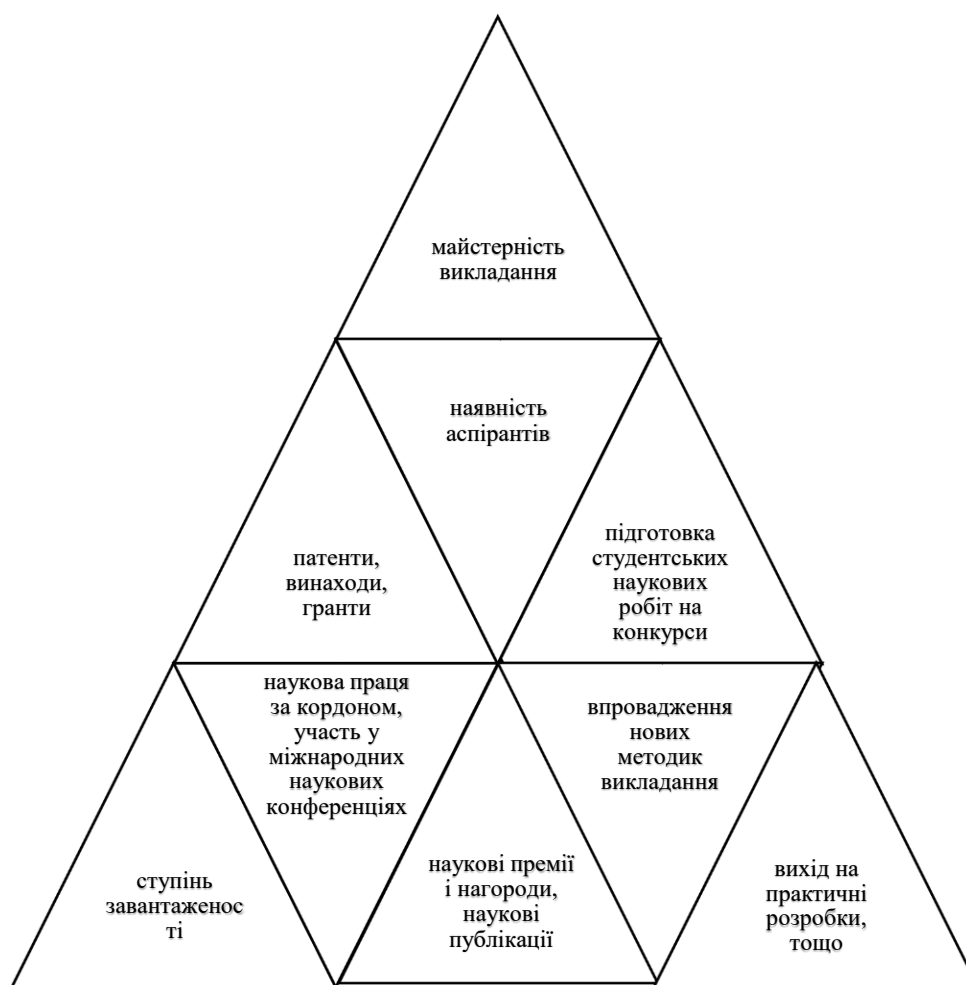 майстерність
викладання
наявність
аспірантів
патенти,
винаходи,
гранти
підготовка
студентських
наукових
робіт на
конкурси
наукова праця
за кордоном,
участь у
міжнародних
наукових
конференціях
впровадження
нових
методик
викладання
ступінь
завантаженос
ті
наукові премії
і нагороди,
наукові
публікації
вихід на
практичні
розробки,
тощо